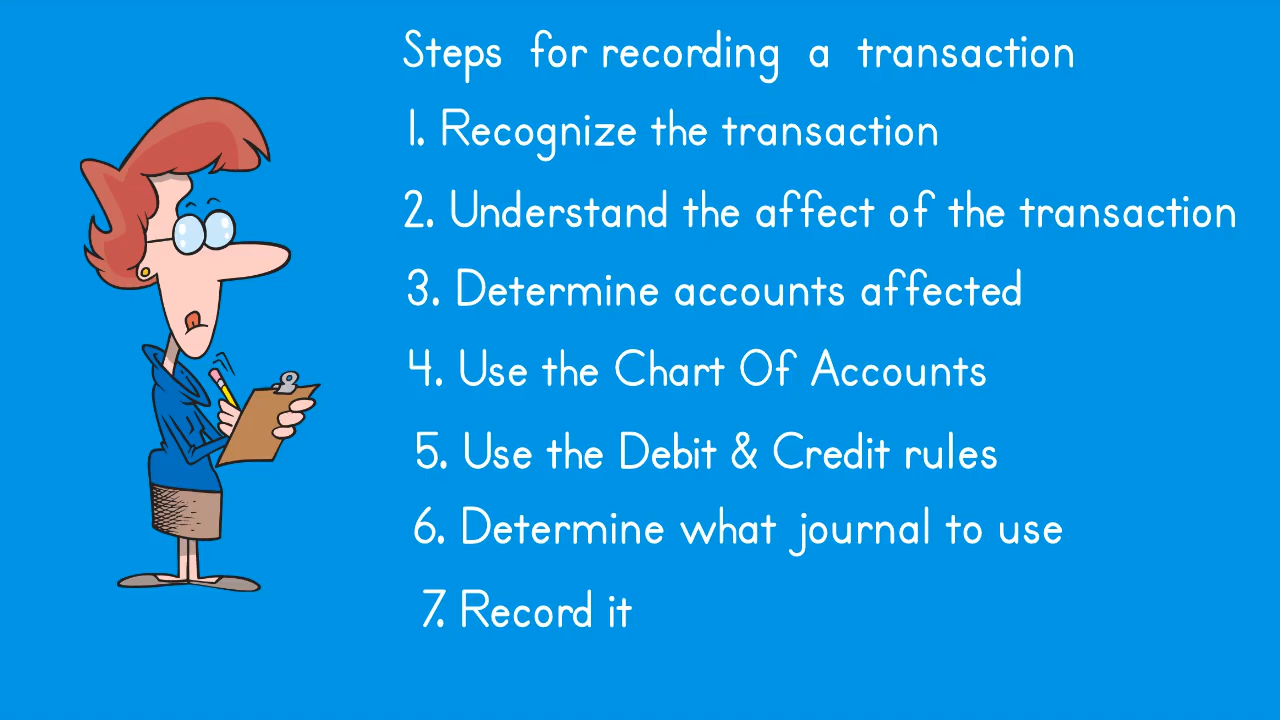 Steps for recording a transaction
1. Recognize the transaction
2. Understand the affect of the transaction
3. Determine accounts affected
4. Use the Chart Of Accounts
5. Use the Debit & Credit rules
6. Determine what journal to use
7. Record it